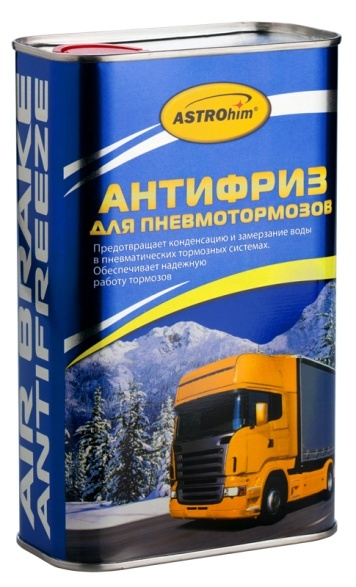 ASTROhim®
АНТИФРИЗ
ДЛЯ ПНЕВМОТОРМОЗОВ
Предотвращает конденсацию и замерзание воды
в пневматических тормозных системах.
Обеспечивает надежную
работу тормозов
AIR BRAKE
ANTIFREEZE